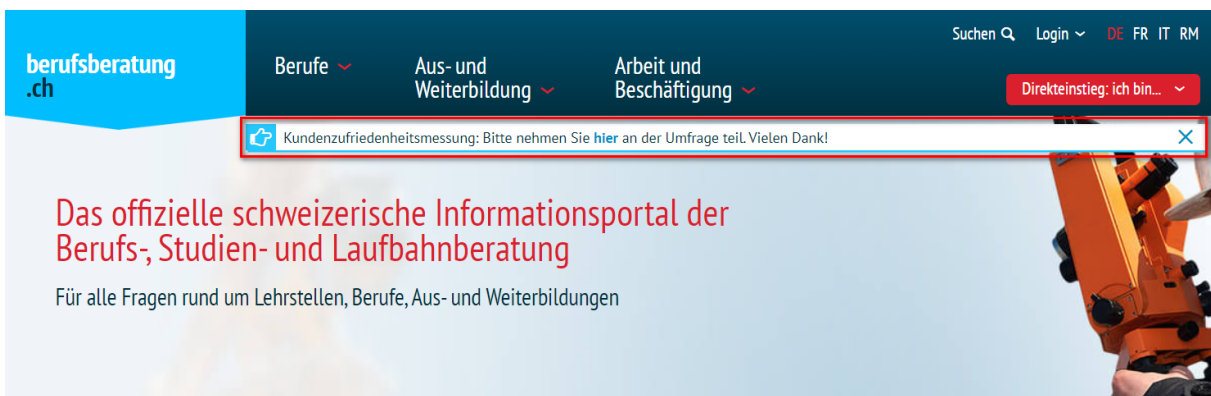 Suchen Login DE FR IT RM
berufsberatung
.ch
Berufe
Aus- und
Weiterbildung
Arbeit und
Beschäftigung
Direkteinstieg: ich bin...
Kundenzufriedenheitsmessung: Bitte nehmen Sie hier an der Umfrage teil. Vielen Dank!
Das offizielle schweizerische Informationsportal der
Berufs-, Studien- und Laufbahnberatung
Für alle Fragen rund um Lehrstellen, Berufe, Aus- und Weiterbildungen